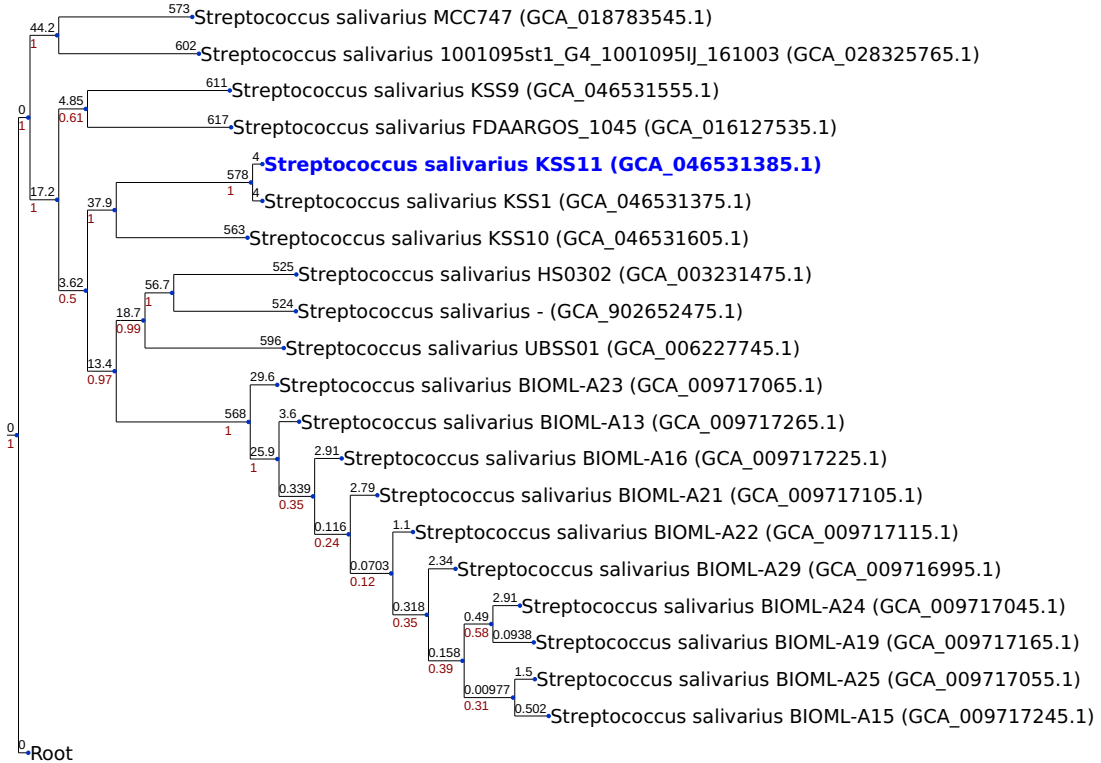 573 Streptococcus salivarius MCC747 (GCA_018783545.1)
44.2
1
602 Streptococcus salivarius 1001095st1_G4_1001095IJ_161003 (GCA_028325765.1)
611 Streptococcus salivarius KSS9 (GCA_046531555.1)
4.85
0
0.61
1
617 Streptococcus salivarius FDAARGOS_1045 (GCA_016127535.1)
4 Streptococcus salivarius KSS11 (GCA_046531385.1)
578
1
17.2
1
4 Streptococcus salivarius KSS1 (GCA_046531375.1)
37.9
1
563 Streptococcus salivarius KSS10 (GCA_046531605.1)
525 Streptococcus salivarius HS0302 (GCA_003231475.1)
3.62
56.7
0.5
1
524 Streptococcus salivarius - (GCA_902652475.1)
18.7
0.99
596 Streptococcus salivarius UBSS01 (GCA_006227745.1)
13.4
0.97
29.6 Streptococcus salivarius BIOML-A23 (GCA_009717065.1)
568
3.6 Streptococcus salivarius BIOML-A13 (GCA_009717265.1)
0
1
1
25.9
1
2.91 Streptococcus salivarius BIOML-A16 (GCA_009717225.1)
0.339
0.35
2.79 Streptococcus salivarius BIOML-A21 (GCA_009717105.1)
0.116
0.24
1.1 Streptococcus salivarius BIOML-A22 (GCA_009717115.1)
0.0703
0.12
2.34 Streptococcus salivarius BIOML-A29 (GCA_009716995.1)
0.318
0.35
2.91 Streptococcus salivarius BIOML-A24 (GCA_009717045.1)
0.49
0.58
0.0938 Streptococcus salivarius BIOML-A19 (GCA_009717165.1)
0.158
0.39
1.5 Streptococcus salivarius BIOML-A25 (GCA_009717055.1)
0.00977
0.31
0.502 Streptococcus salivarius BIOML-A15 (GCA_009717245.1)
0 Root